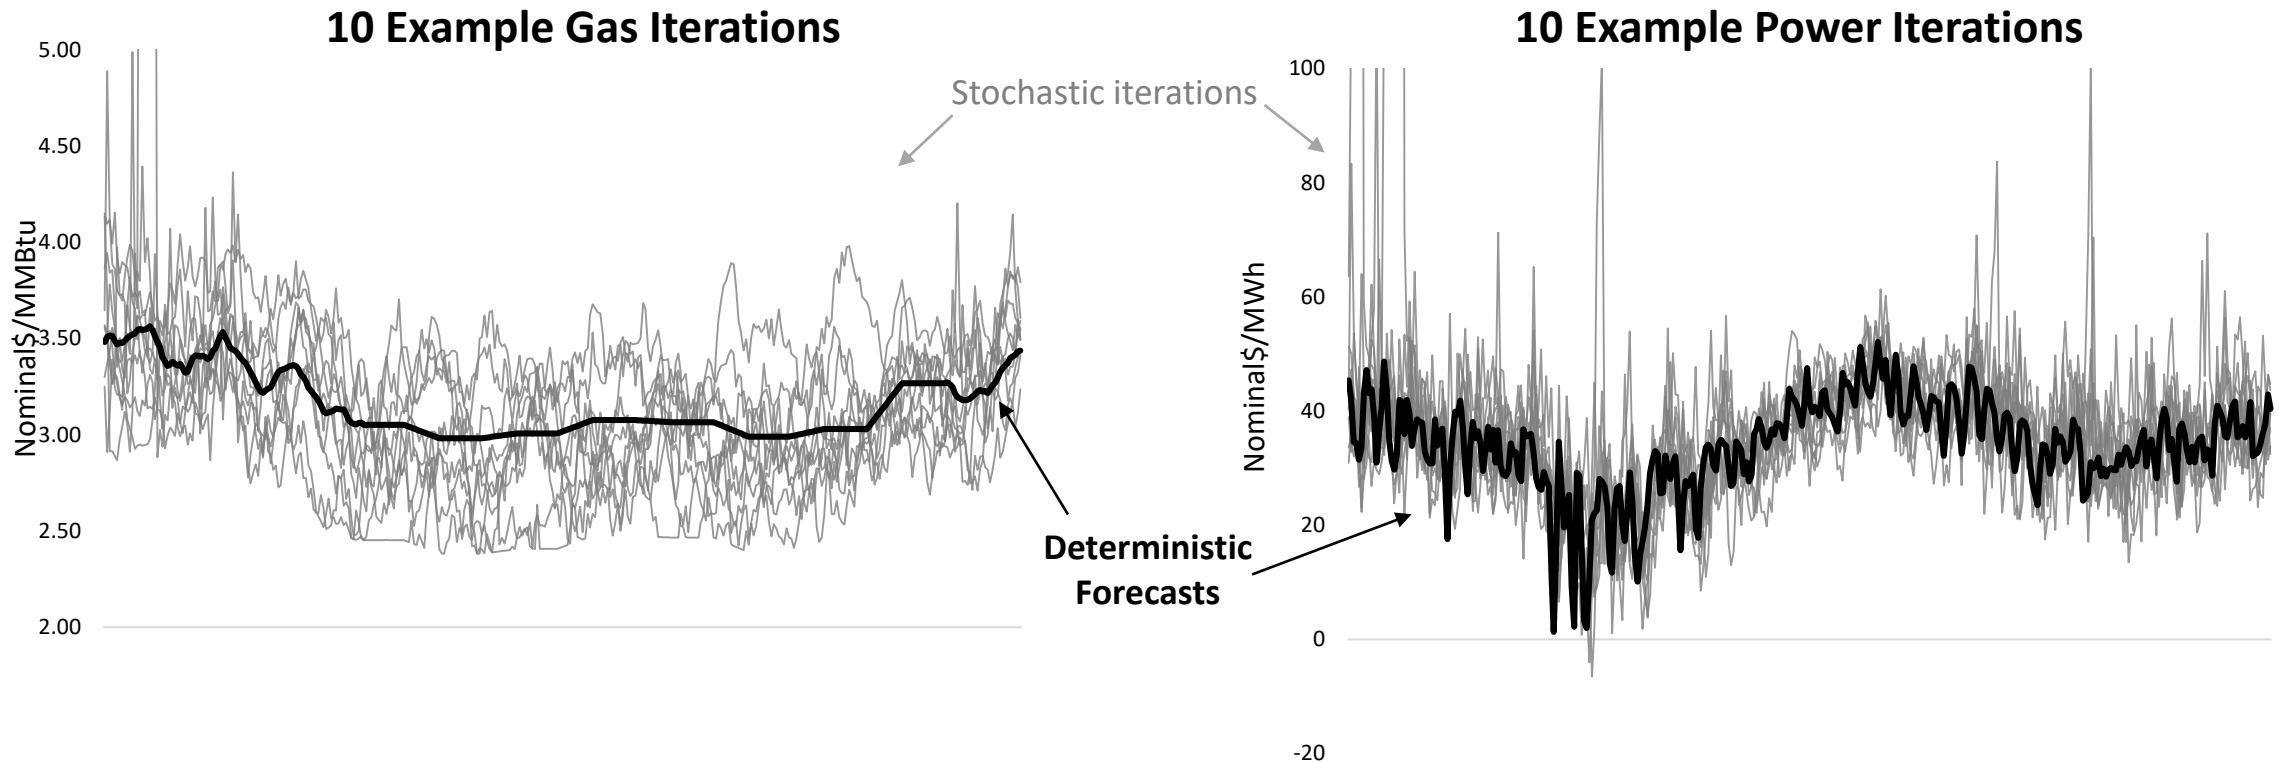 10 Example Gas Iterations
5.00
4.50
4.00
3.50
3.00
2.50
2.00
Nominal$/MMBtu
Stochastic iterations
Deterministic
Forecasts
10 Example Power Iterations
100
80
60
40
20
0
-20
Nominal$/MWh